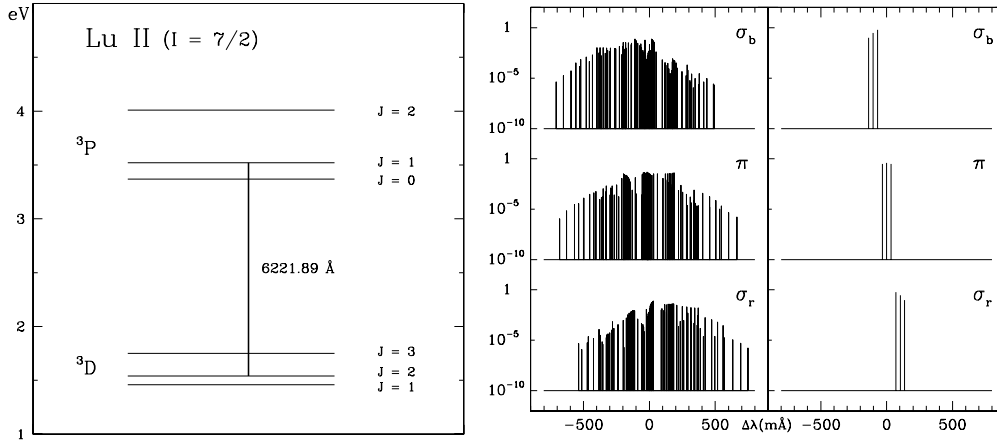 eV
Lu II (I = 7/2)
4
3
2
1
³P
³D
J = 2
J = 1
J = 0
6221.89 Å
J = 3
J = 2
J = 1
1
10⁻⁵
10⁻¹⁰
σb
σb
1
10⁻⁵
10⁻¹⁰
π
π
1
10⁻⁵
10⁻¹⁰
σr
σr
−500 0 500 Δλ(mÅ) −500 0 500